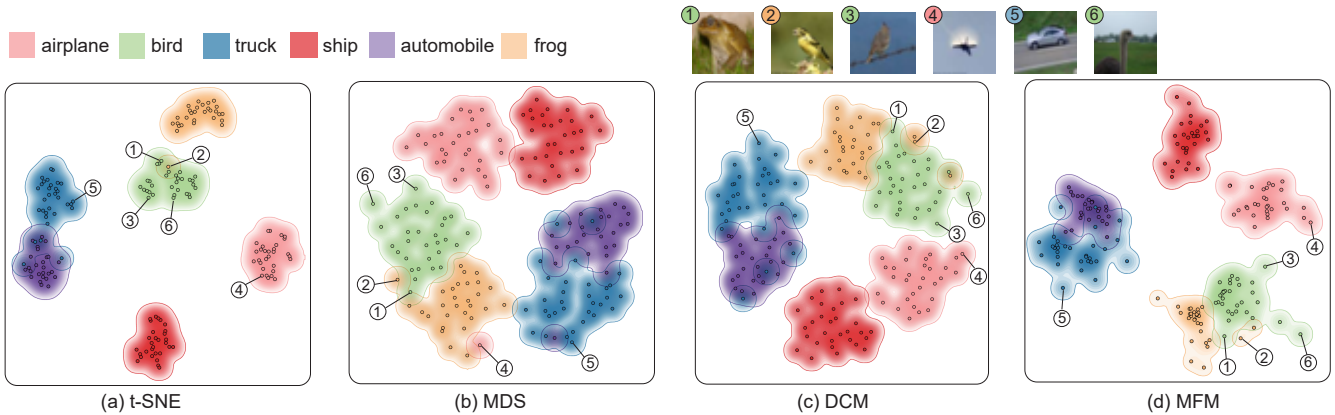 1 2 3 4 5 6
airplane bird truck ship automobile frog
1 2 3 6 5 4
6 3 2 1 4 5
5 1 2 6 3 4
4 3 5 1 2 6
(a) t-SNE (b) MDS (c) DCM (d) MFM